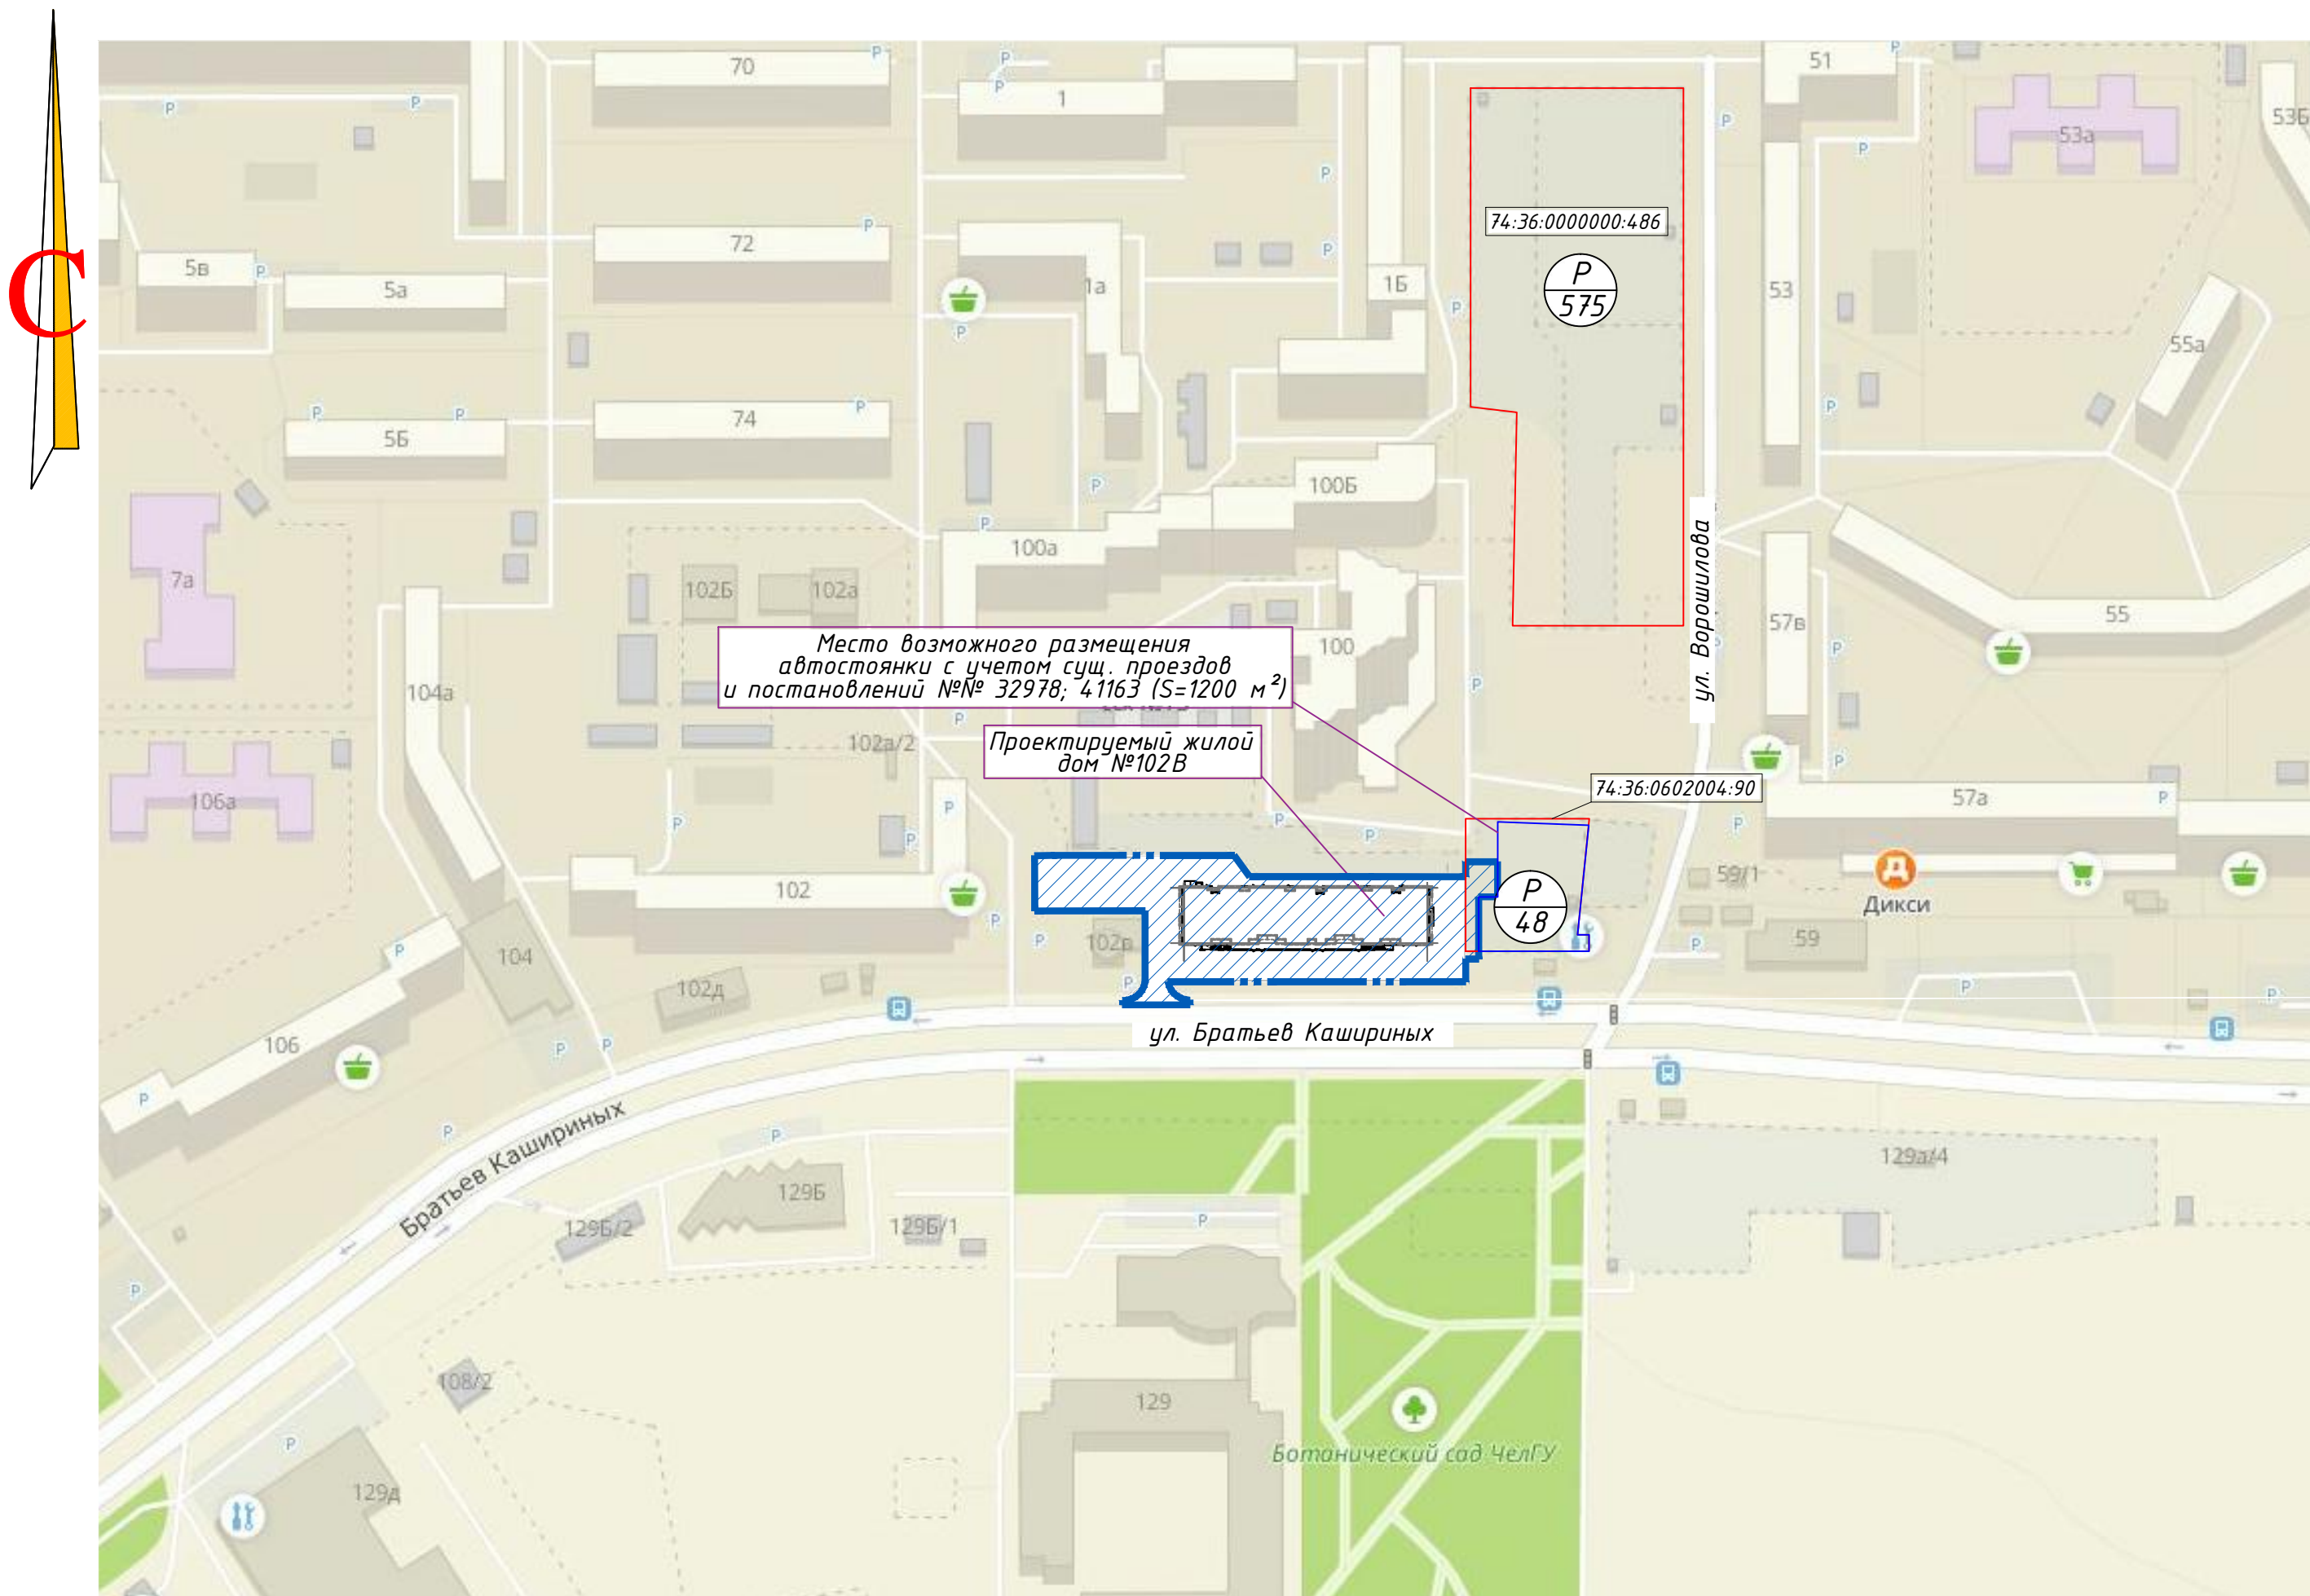 С
70
1
51
53а
53Б
74:36:0000000:486
Р
575
72
5в
5а
1а
1Б
53
55а
74
5Б
100Б
100а
7а
102Б
102а
ул. Ворошилова
57в
55
Место возможного размещения
автостоянки с учетом сущ. проездов
и постановлений №№ 32978; 41163 (S=1200 м²)
100
104а
102а/2
Проектируемый жилой
дом №102В
74:36:0602004:90
106а
57а
102
Р
48
59/1
Дикси
102в
59
104
102д
ул. Братьев Кашириных
106
Братьев Кашириных
129Б
129Б/2
129Б/1
129а/4
108/2
129
Ботанический сад ЧелГУ
129д